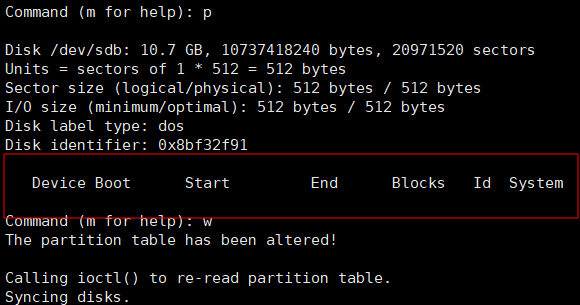 Command (m for help): p
Disk /dev/sdb: 10.7 GB, 10737418240 bytes, 20971520 sectors
Units = sectors of 1 * 512 = 512 bytes
Sector size (logical/physical): 512 bytes / 512 bytes
I/O size (minimum/optimal): 512 bytes / 512 bytes
Disk label type: dos
Disk identifier: 0x8bf32f91
Device Boot      Start         End      Blocks   Id  System
Command (m for help): w
The partition table has been altered!
Calling ioctl() to re-read partition table.
Syncing disks.